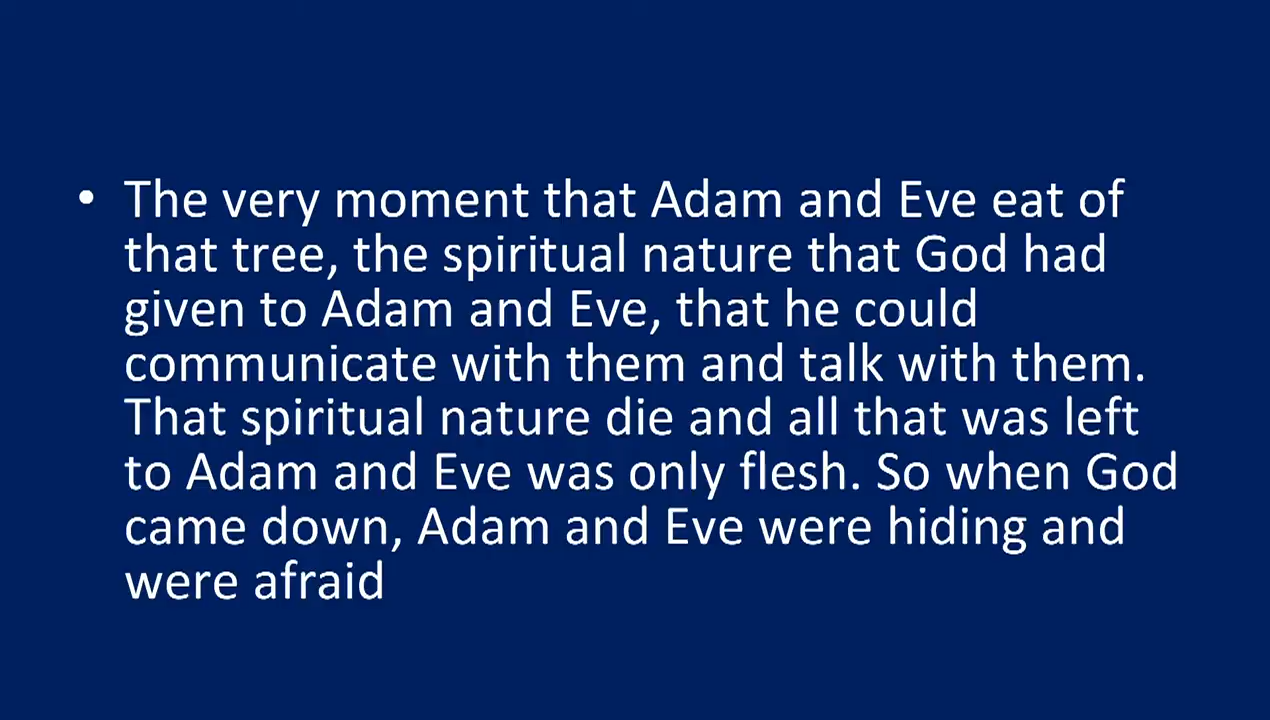 • The very moment that Adam and Eve eat of
that tree, the spiritual nature that God had
given to Adam and Eve, that he could
communicate with them and talk with them.
That spiritual nature die and all that was left
to Adam and Eve was only flesh. So when God
came down, Adam and Eve were hiding and
were afraid